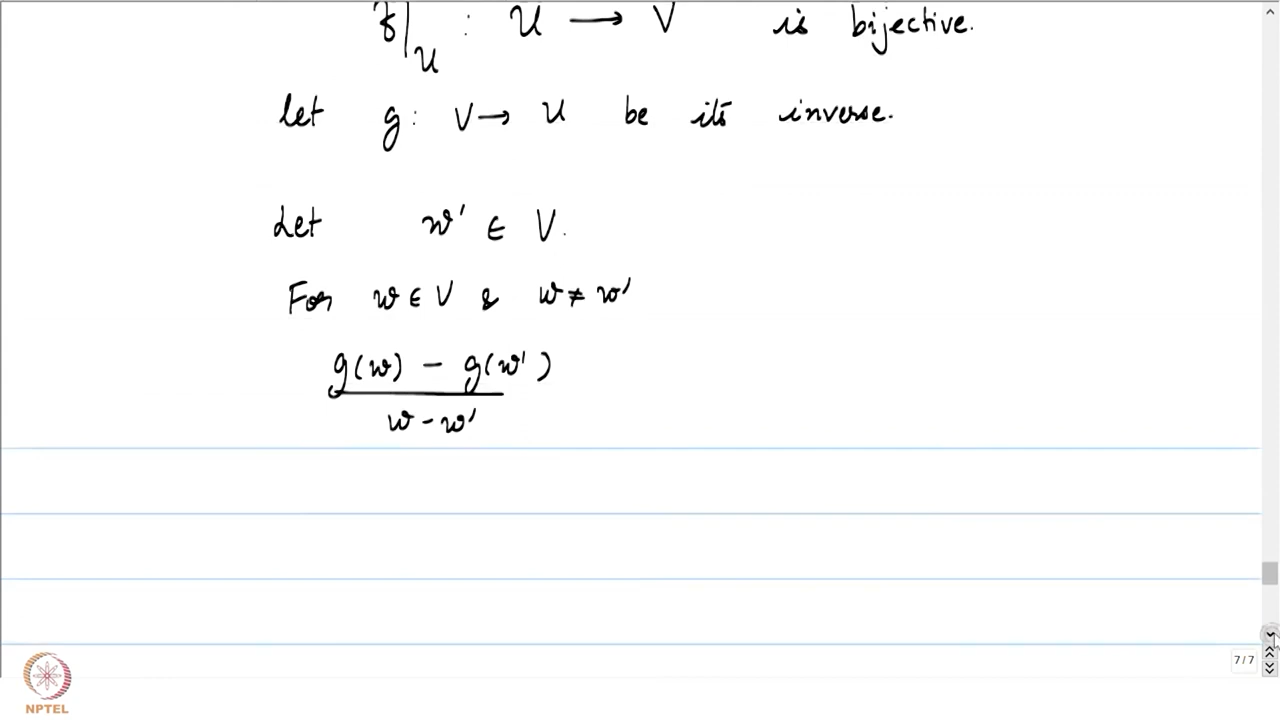 f|_U : U → V is bijective.
let g: V → U be its inverse.
Let w' ∈ V.
For w ∈ V & w ≠ w'
g(w) - g(w')
w - w'
7 / 7
NPTEL